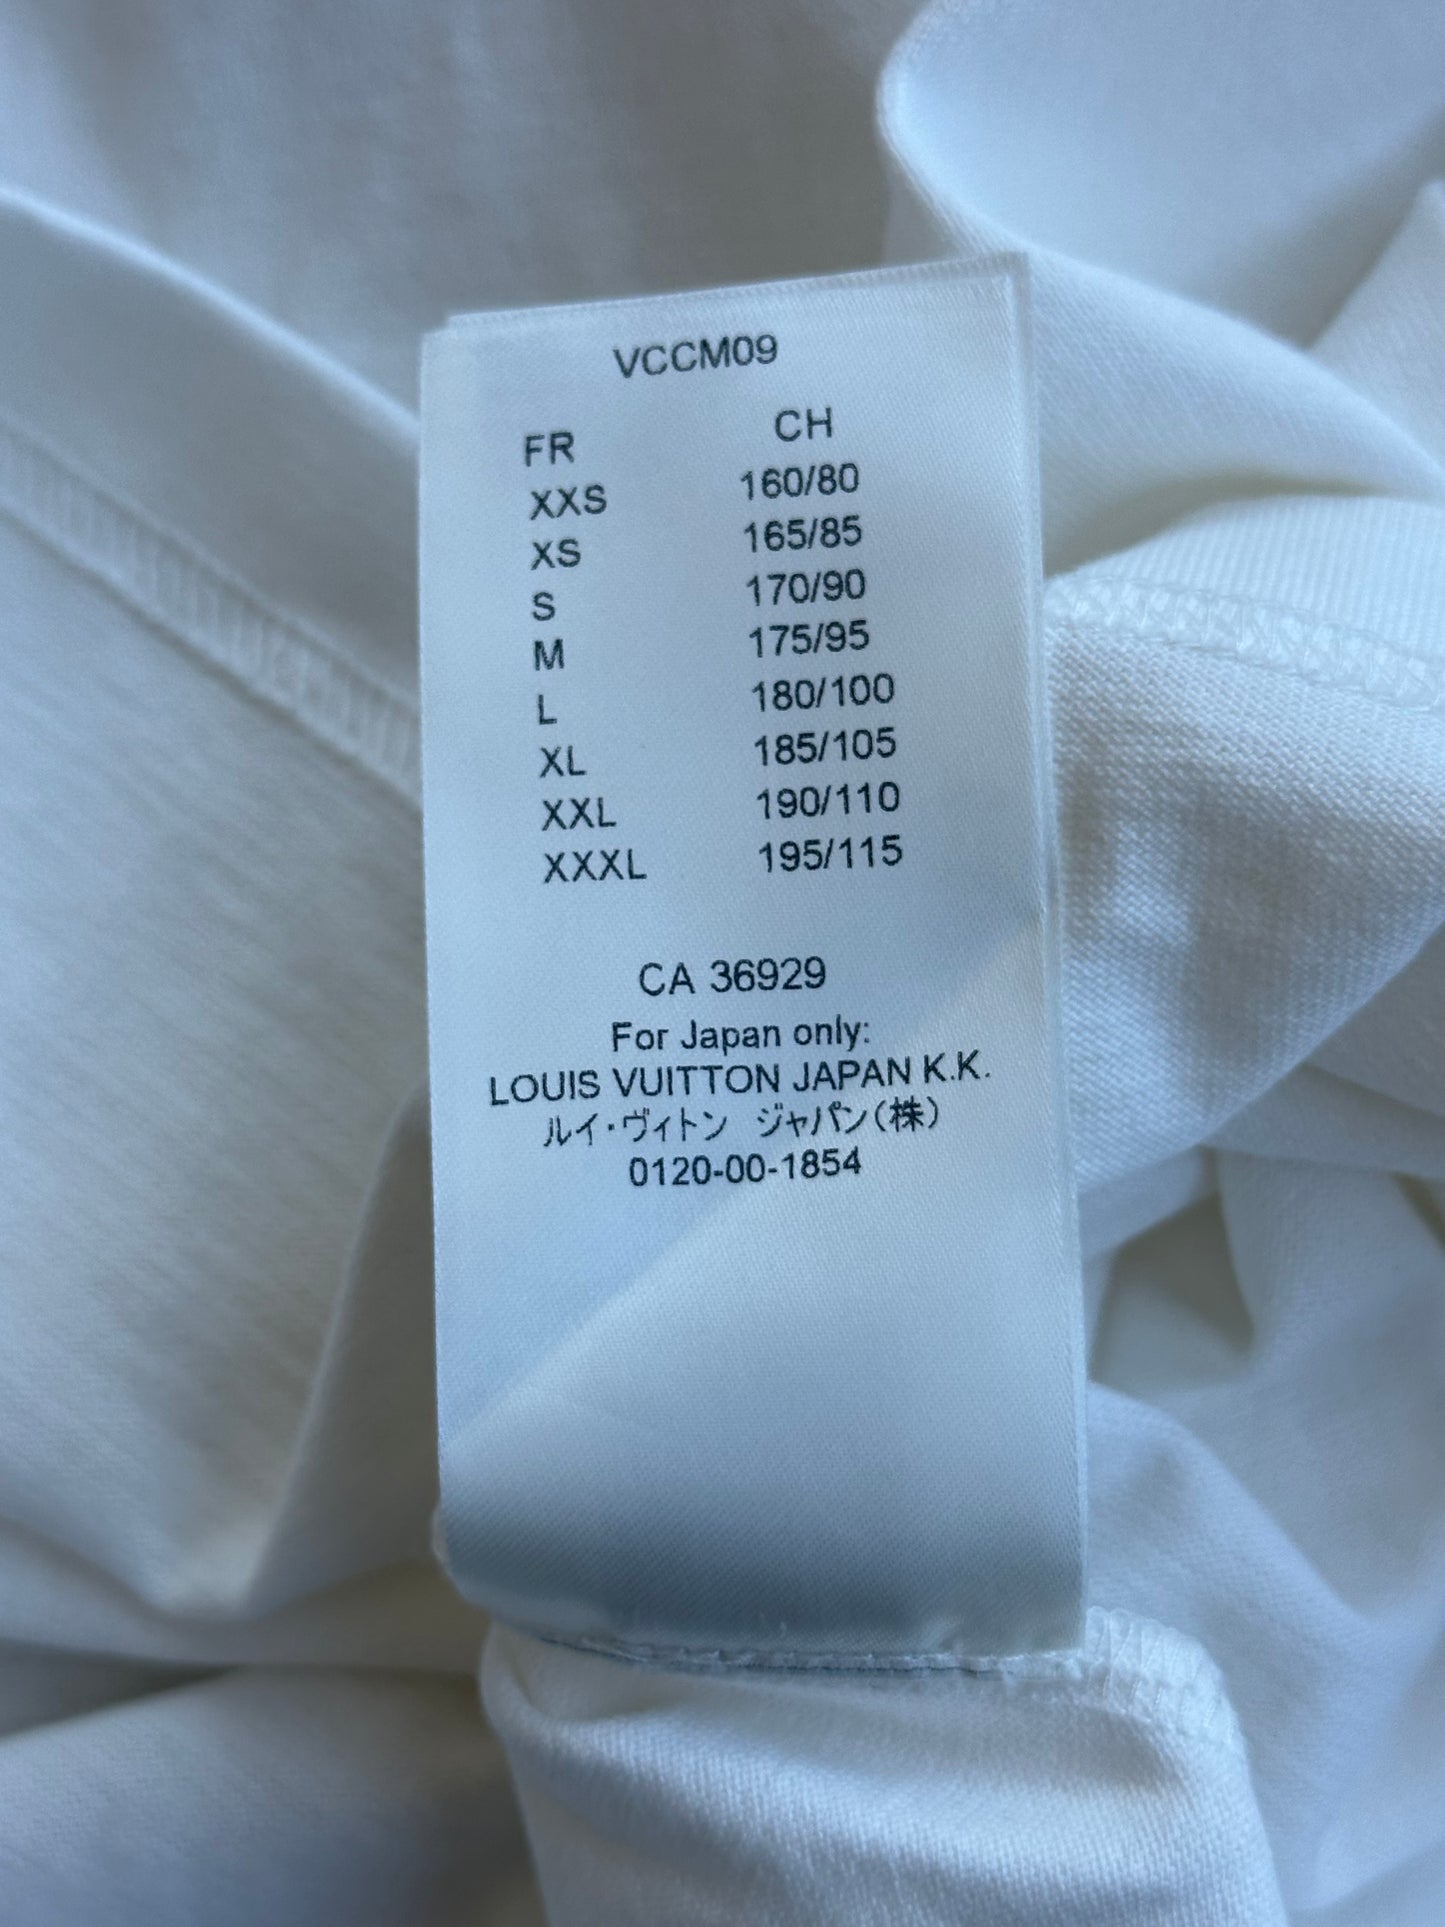 VCCM09
FR CH
XXS 160/80
XS 165/85
S 170/90
M 175/95
L 180/100
XL 185/105
XXL 190/110
XXXL 195/115
CA 36929
For Japan only:
LOUIS VUITTON JAPAN K.K.
ルイ・ヴィトン ジャパン(株)
0120-00-1854